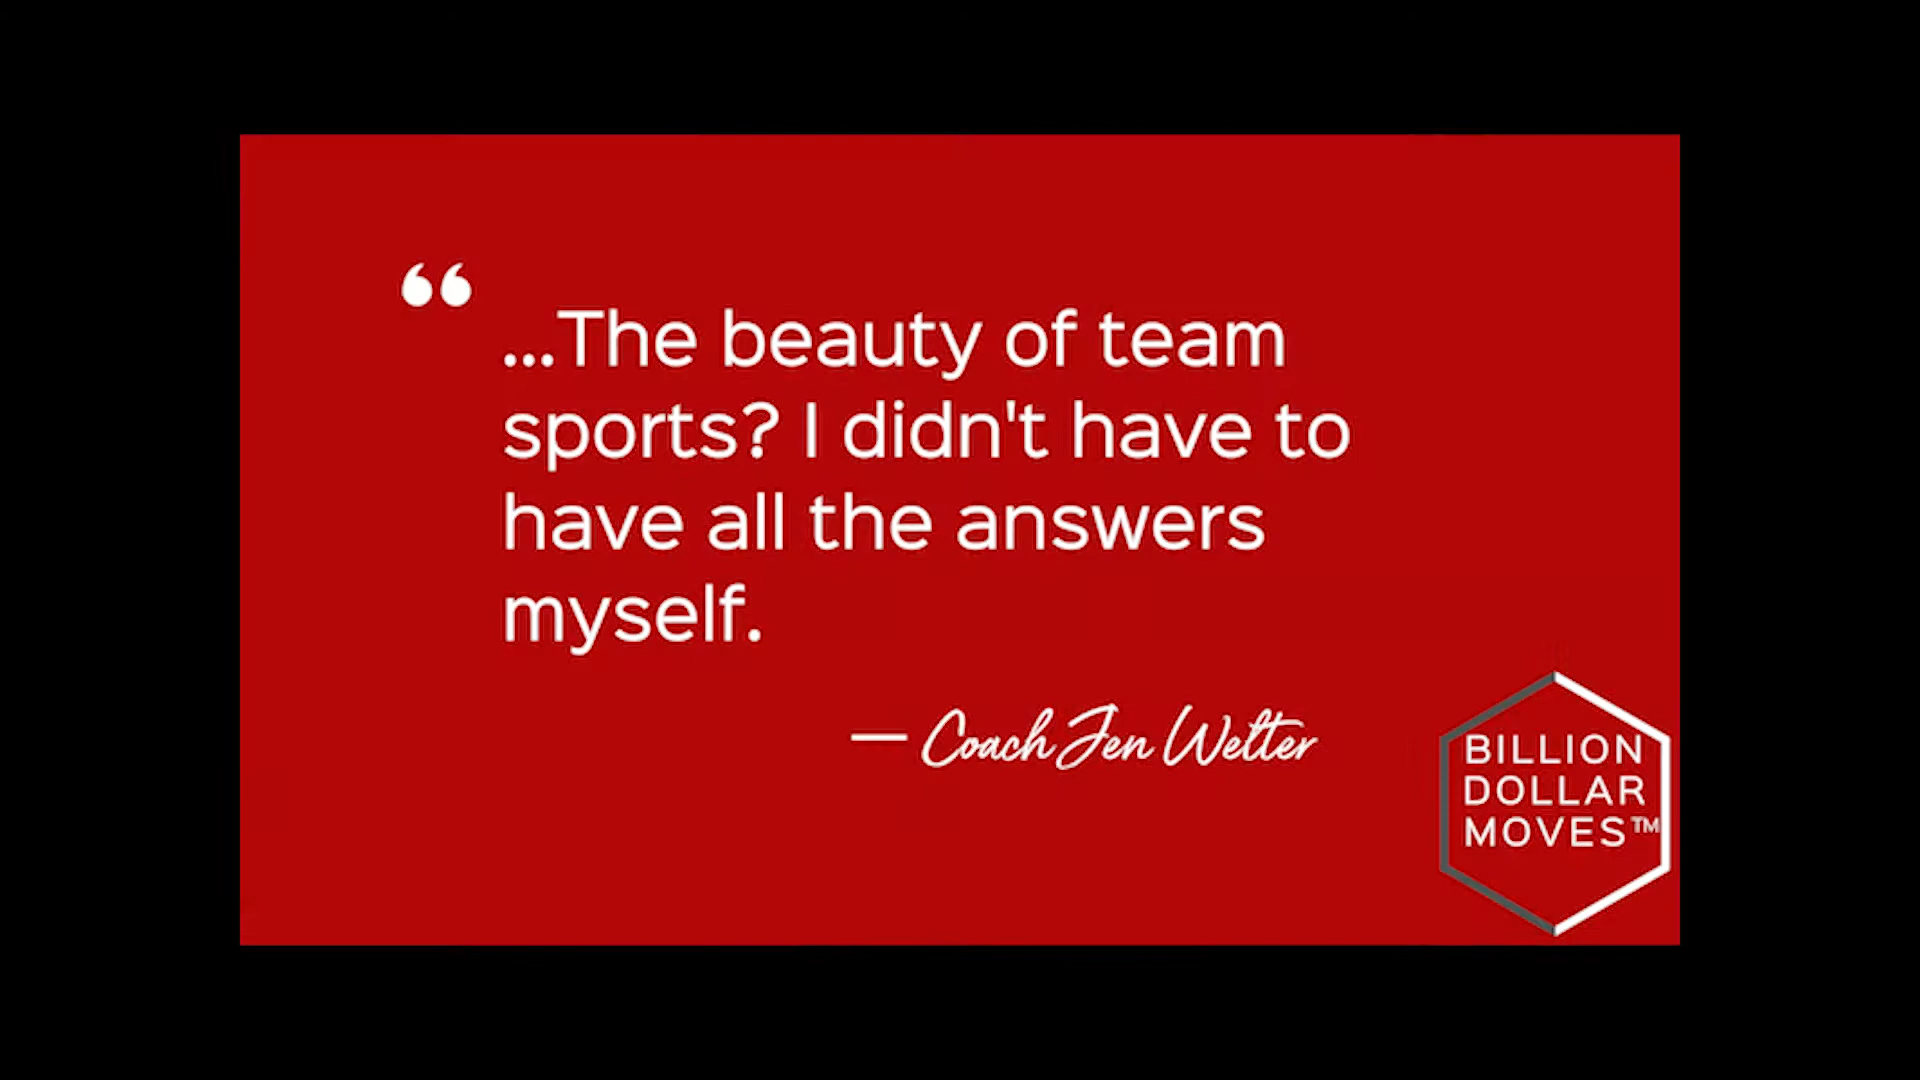 “
...The beauty of team
sports? I didn't have to
have all the answers
myself.
— Coach Jen Welter
BILLION
DOLLAR
MOVES™